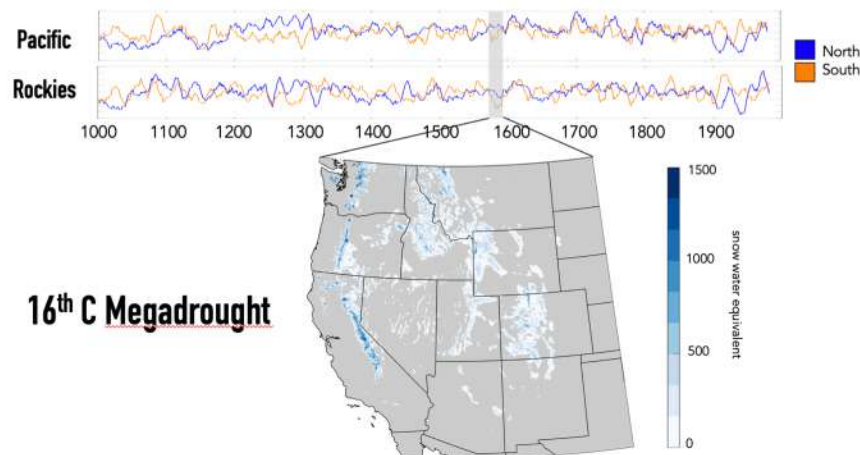 Pacific
North
South
Rockies
1000 1100 1200 1300 1400 1500 1600 1700 1800 1900
1500
1000
500
0
snow water equivalent
16th C Megadrought